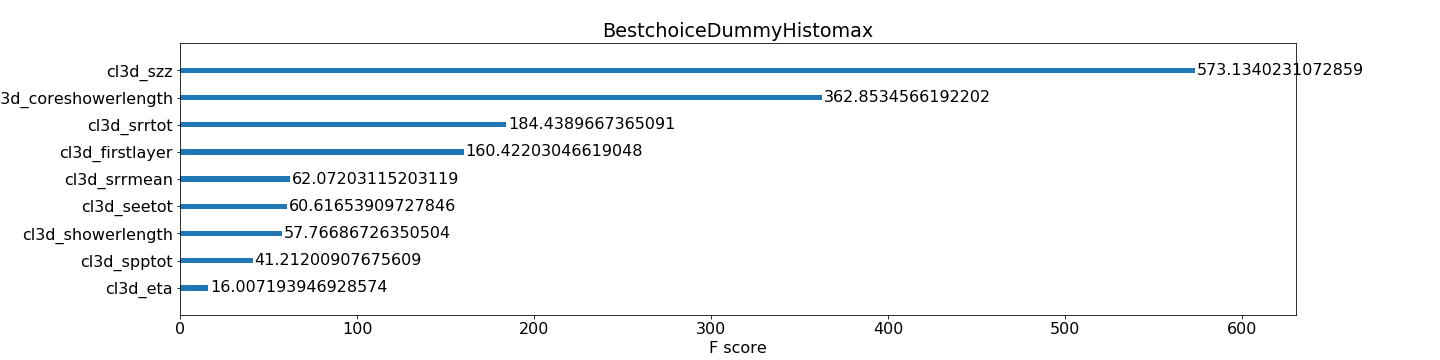 BestchoiceDummyHistomax
cl3d_szz 573.1340231072859
3d_coreshowerlength 362.8534566192202
cl3d_srrtot 184.4389667365091
cl3d_firstlayer 160.42203046619048
cl3d_srrmean 62.07203115203119
cl3d_seetot 60.61653909727846
cl3d_showerlength 57.76686726350504
cl3d_spptot 41.21200907675609
cl3d_eta 16.007193946928574
0 100 200 300 400 500 600
F score